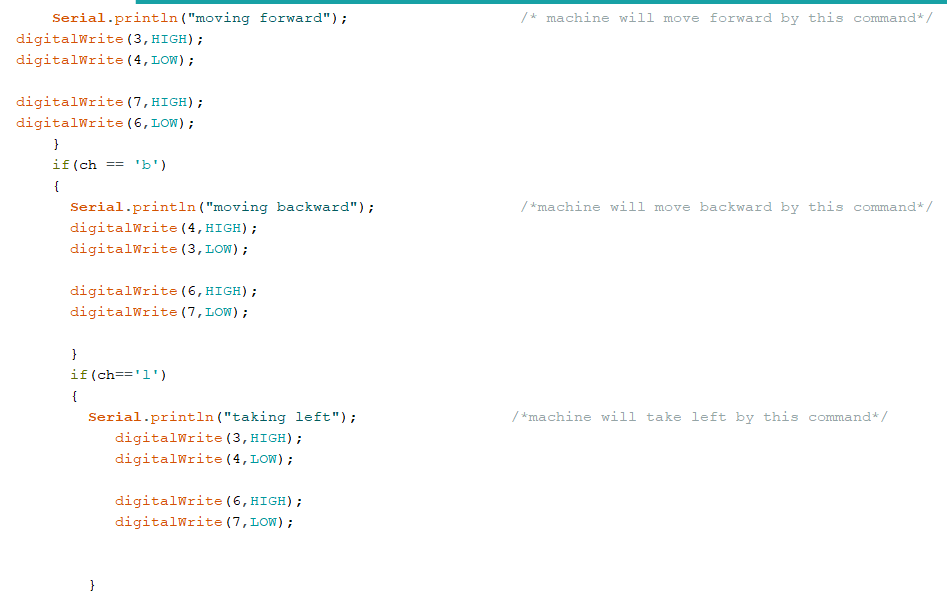 Serial.println("moving forward"); /* machine will move forward by this command*/
digitalWrite(3,HIGH);
digitalWrite(4,LOW);
digitalWrite(7,HIGH);
digitalWrite(6,LOW);
}
if(ch == 'b')
{
Serial.println("moving backward"); /*machine will move backward by this command*/
digitalWrite(4,HIGH);
digitalWrite(3,LOW);
digitalWrite(6,HIGH);
digitalWrite(7,LOW);
}
if(ch=='l')
{
Serial.println("taking left"); /*machine will take left by this command*/
digitalWrite(3,HIGH);
digitalWrite(4,LOW);
digitalWrite(6,HIGH);
digitalWrite(7,LOW);
}